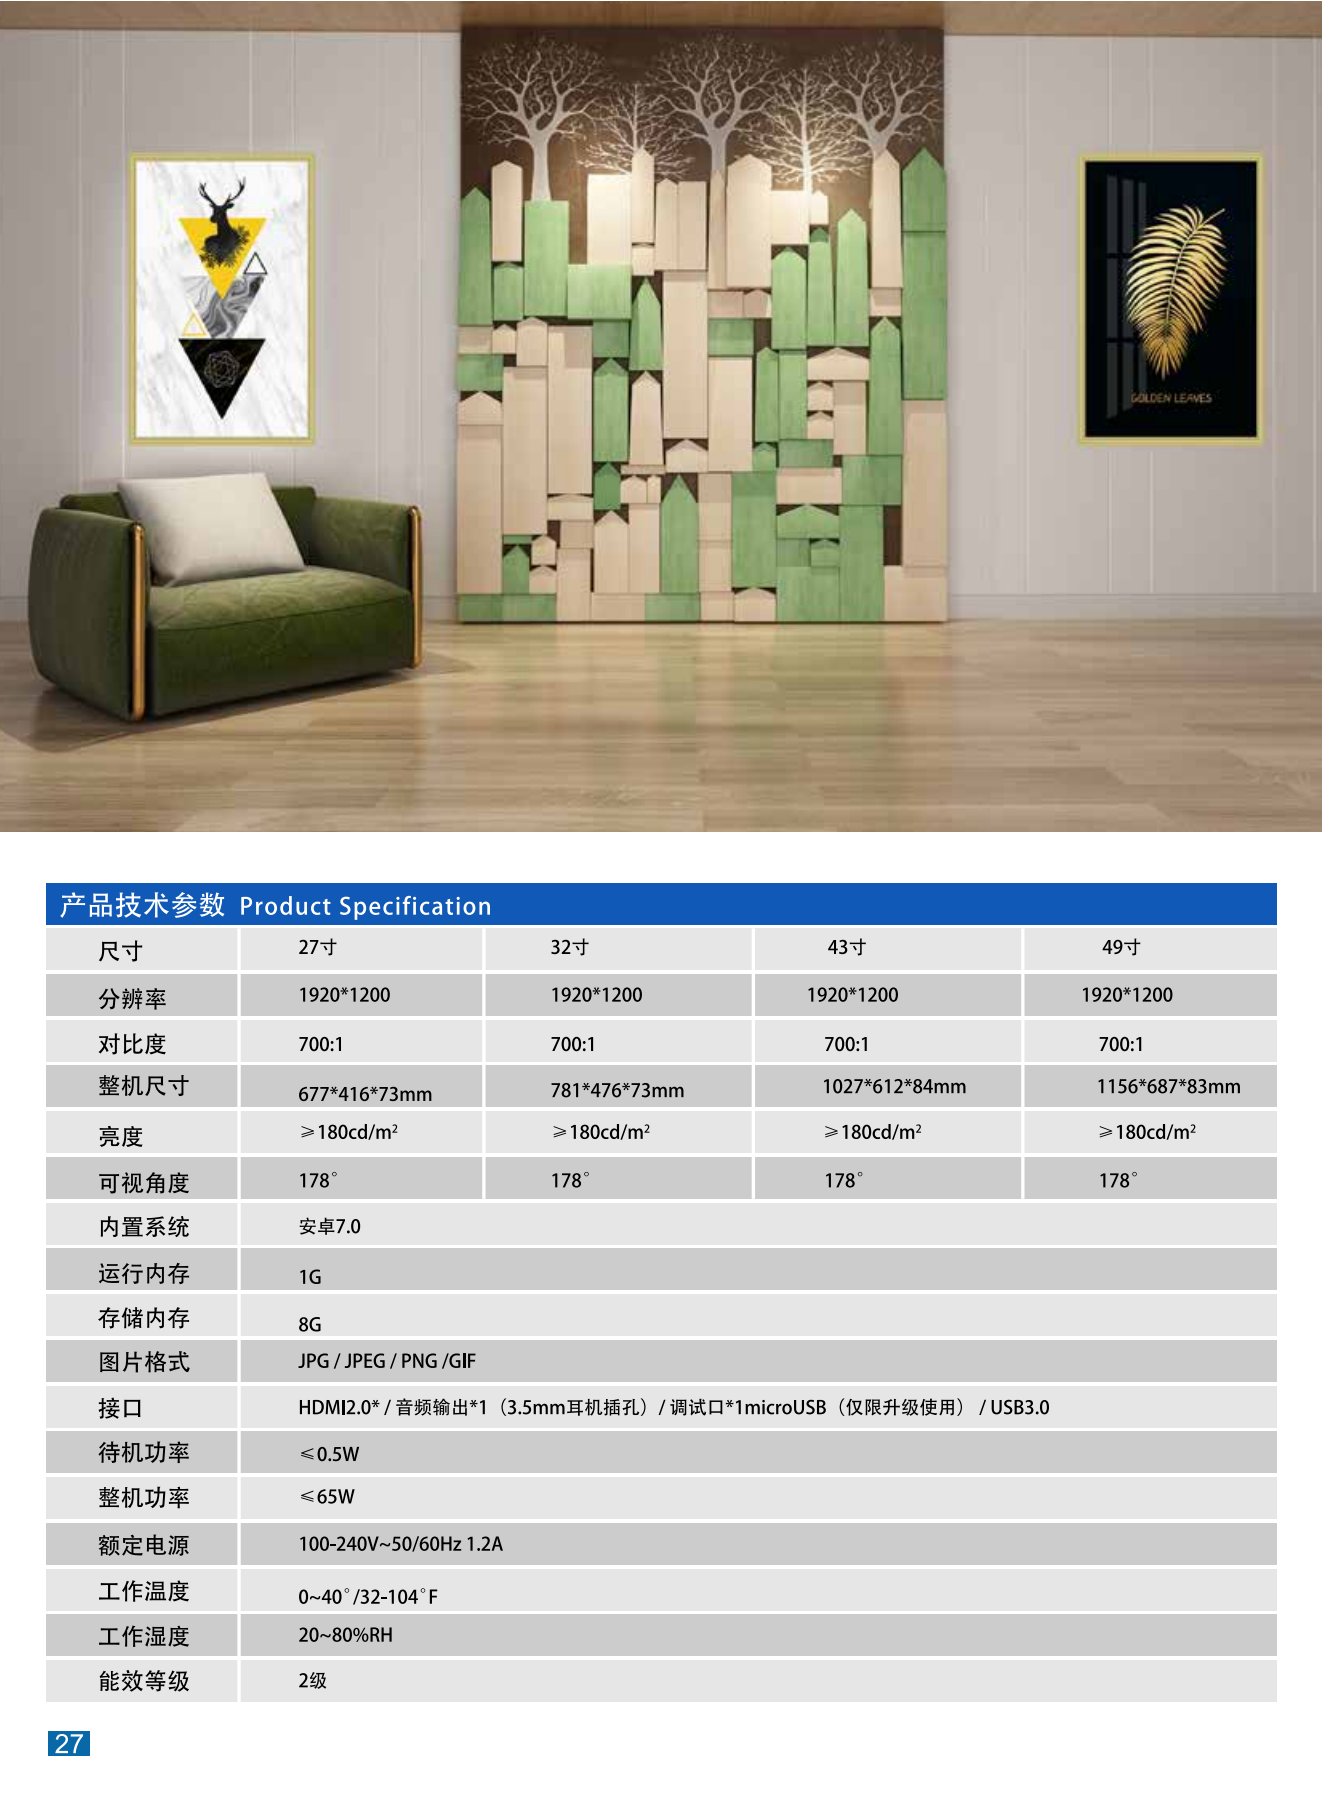 GOLDEN LEAVES
产品技术参数 Product Specification
尺寸 27寸 32寸 43寸 49寸
分辨率 1920*1200 1920*1200 1920*1200 1920*1200
对比度 700:1 700:1 700:1 700:1
整机尺寸 677*416*73mm 781*476*73mm 1027*612*84mm 1156*687*83mm
亮度 ≥180cd/m² ≥180cd/m² ≥180cd/m² ≥180cd/m²
可视角度 178° 178° 178° 178°
内置系统 安卓7.0
运行内存 1G
存储内存 8G
图片格式 JPG / JPEG / PNG /GIF
接口 HDMI2.0* / 音频输出*1（3.5mm耳机插孔）/ 调试口*1microUSB（仅限升级使用） / USB3.0
待机功率 ≤0.5W
整机功率 ≤65W
额定电源 100-240V~50/60Hz 1.2A
工作温度 0~40°/32-104°F
工作湿度 20~80%RH
能效等级 2级
27